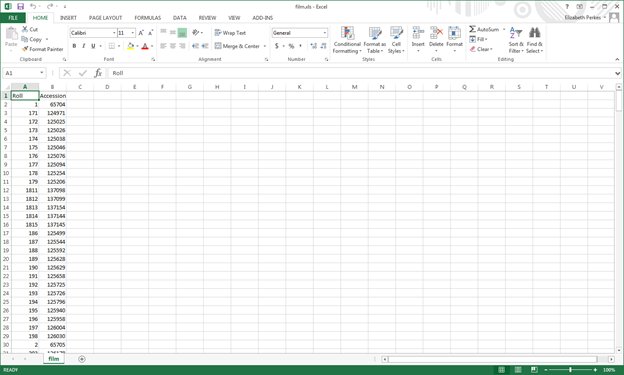 film.xls - Excel
FILE HOME INSERT PAGE LAYOUT FORMULAS DATA REVIEW VIEW ADD-INS Elizabeth Perkes
Cut
Copy
Format Painter
Paste
Clipboard
Calibri 11
B I U
Font
Wrap Text
Merge & Center
Alignment
General
$ % ,
Number
Conditional Formatting
Format as Table
Cell Styles
Styles
Insert Delete Format
Cells
AutoSum
Fill
Clear
Sort & Filter
Find & Select
Editing
A1 fx Roll
A B C D E F G H I J K L M N O P Q R S T U V
1 Roll Accession
2 1 65704
3 171 124971
4 172 125025
5 173 125026
6 174 125038
7 175 125046
8 176 125076
9 177 125094
10 178 125254
11 179 125206
12 1811 137098
13 1812 137099
14 1813 137154
15 1814 137144
16 1815 137145
17 186 125499
18 187 125544
19 188 125592
20 189 125628
21 190 125629
22 191 125658
23 192 125725
24 193 125726
25 194 125796
26 195 125940
27 196 125958
28 197 126004
29 198 126030
30 2 65705
film
READY 100%